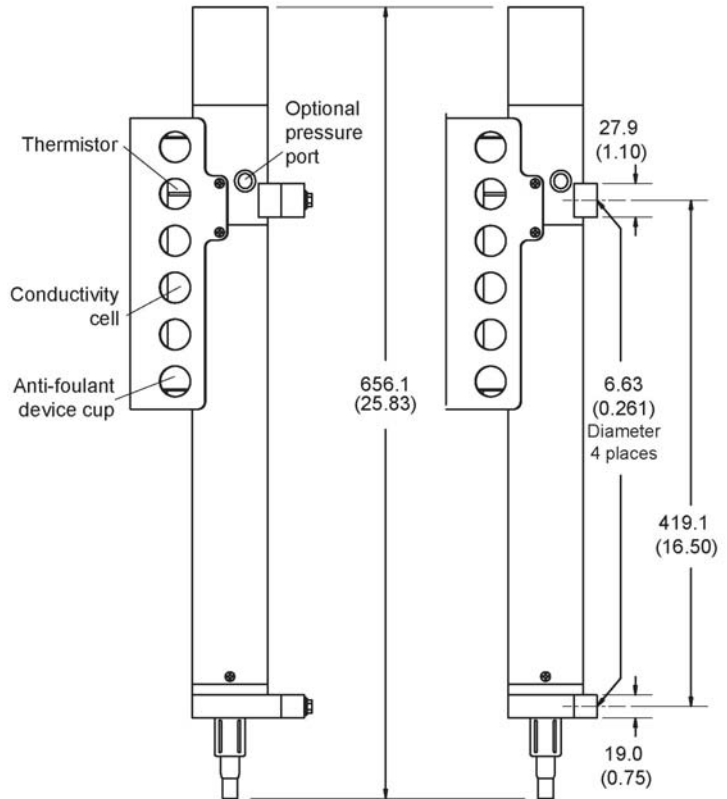 Thermistor
Optional
pressure
port
Conductivity
cell
Anti-foulant
device cup
656.1
(25.83)
27.9
(1.10)
6.63
(0.261)
Diameter
4 places
419.1
(16.50)
19.0
(0.75)